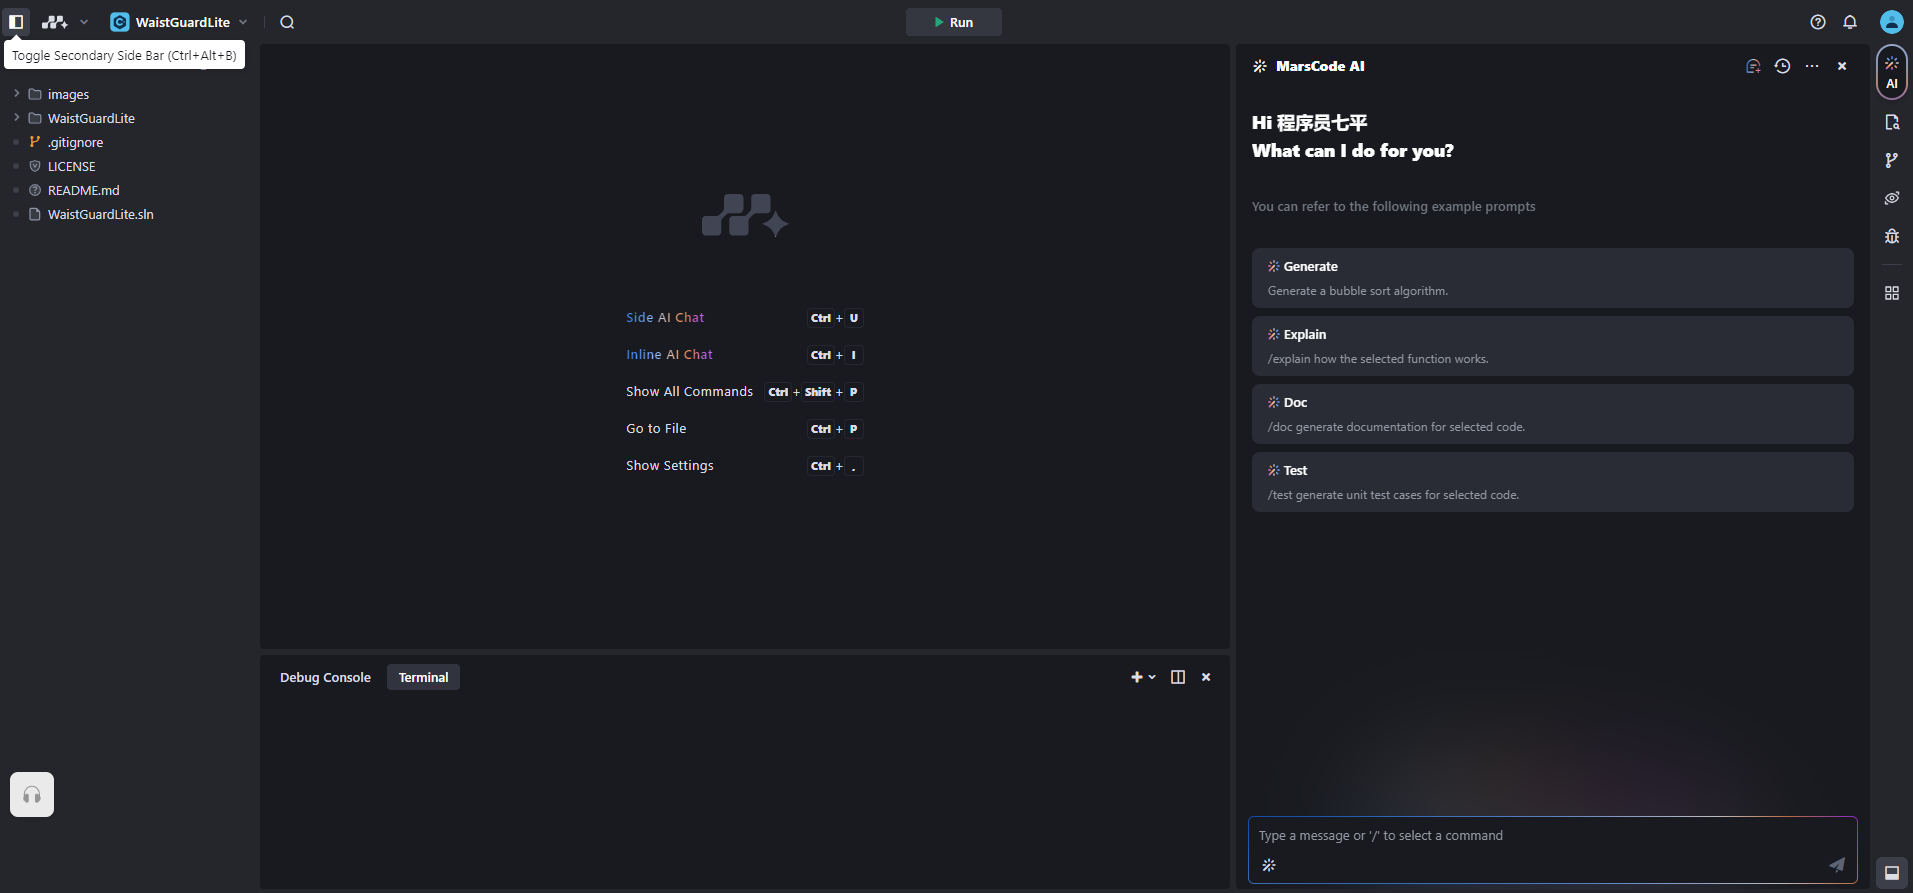 WaistGuardLite
Run
Toggle Secondary Side Bar (Ctrl+Alt+B)
images
WaistGuardLite
.gitignore
LICENSE
README.md
WaistGuardLite.sln
Side AI Chat Ctrl + U
Inline AI Chat Ctrl + I
Show All Commands Ctrl + Shift + P
Go to File Ctrl + P
Show Settings Ctrl + .
Debug Console Terminal
MarsCode AI
Hi 程序员七平
What can I do for you?
You can refer to the following example prompts
Generate
Generate a bubble sort algorithm.
Explain
/explain how the selected function works.
Doc
/doc generate documentation for selected code.
Test
/test generate unit test cases for selected code.
Type a message or '/' to select a command
AI